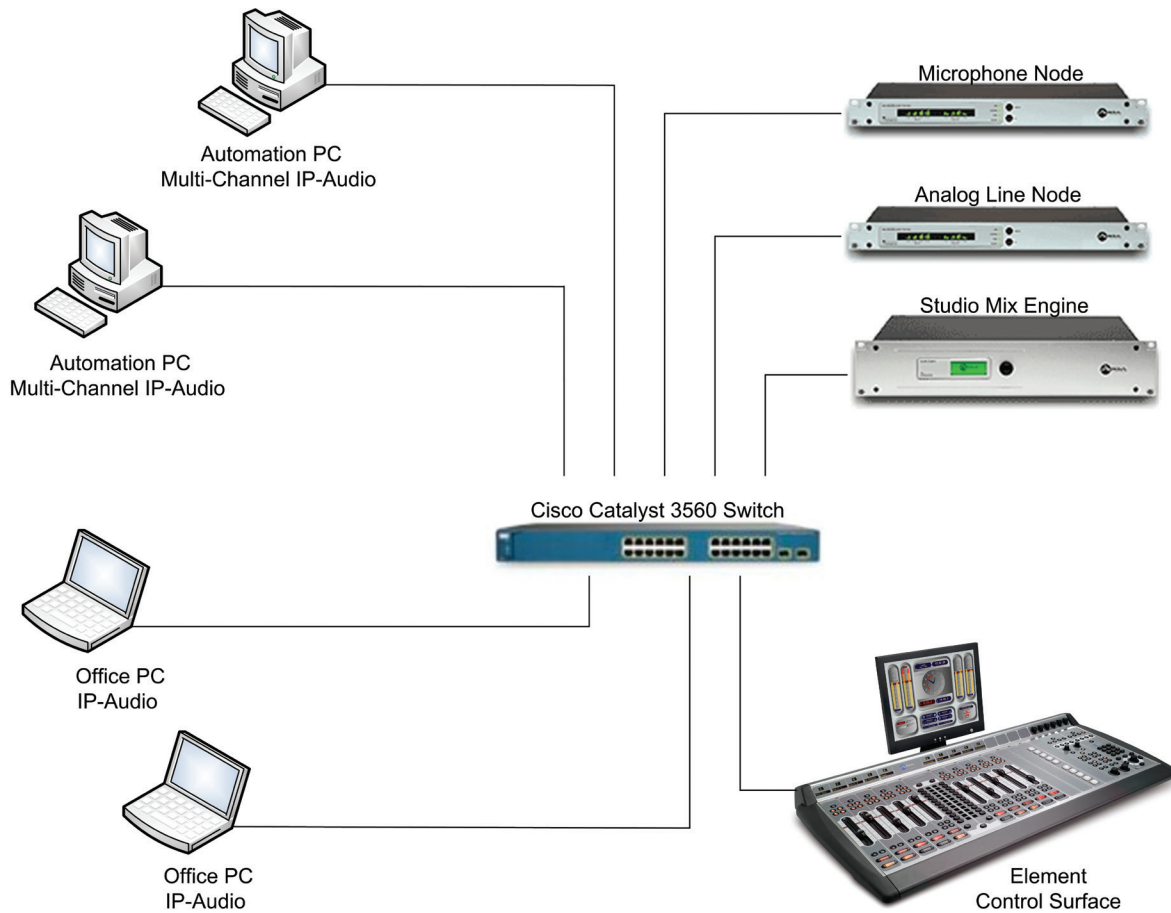 Microphone Node
Automation PC
Multi-Channel IP-Audio
Analog Line Node
Studio Mix Engine
Automation PC
Multi-Channel IP-Audio
Cisco Catalyst 3560 Switch
Office PC
IP-Audio
Office PC
IP-Audio
Element
Control Surface